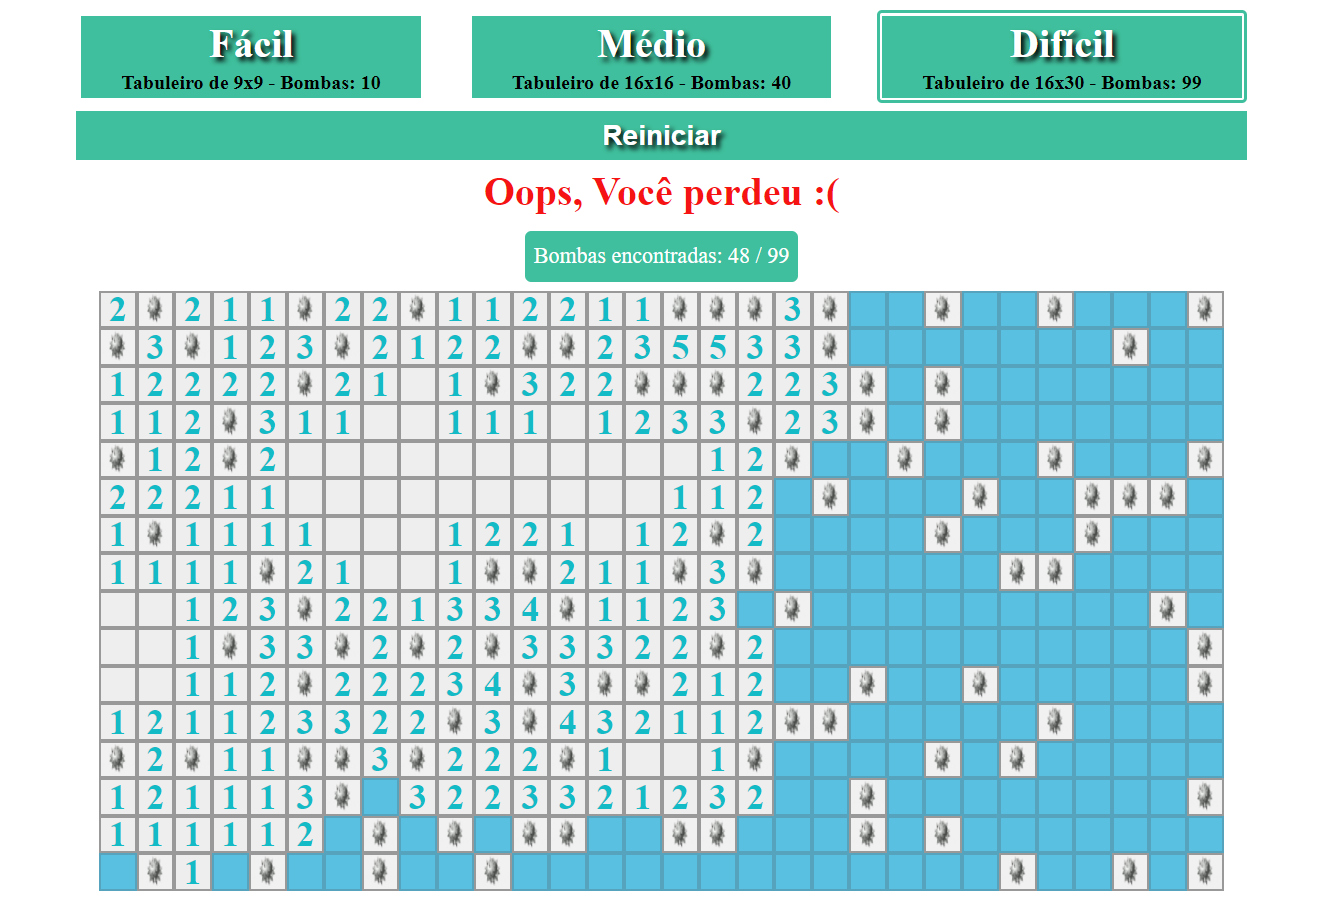 Fácil
Tabuleiro de 9x9 - Bombas: 10
Médio
Tabuleiro de 16x16 - Bombas: 40
Difícil
Tabuleiro de 16x30 - Bombas: 99
Reiniciar
Oops, Você perdeu :(
Bombas encontradas: 48 / 99
2 2 1 1 2 2 1 1 2 2 1 1 3
3 1 2 3 2 1 2 2 2 3 5 5 3 3
1 2 2 2 2 2 1 1 3 2 2 2 2 3
1 1 2 3 1 1 1 1 1 1 2 3 3 2 3
1 2 2 1 2
2 2 2 1 1 1 1 2
1 1 1 1 1 1 2 2 1 1 2 2
1 1 1 1 2 1 1 2 1 1 3
1 2 3 2 2 1 3 3 4 1 1 2 3
1 3 3 2 2 3 3 3 2 2 2
1 1 2 2 2 2 3 4 3 2 1 2
1 2 1 1 2 3 3 2 2 3 4 3 2 1 1 2
2 1 1 3 2 2 2 1 1
1 2 1 1 1 3 3 2 2 3 3 2 1 2 3 2
1 1 1 1 1 2
1